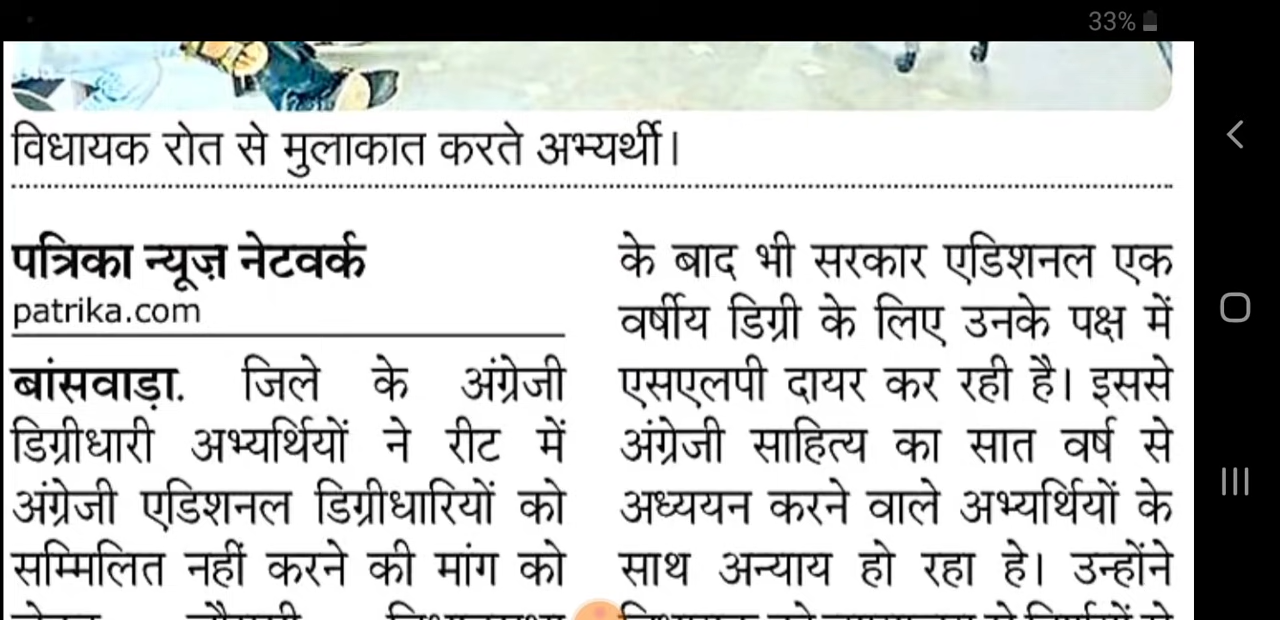 33%
विधायक रोत से मुलाकात करते अभ्यर्थी।
पत्रिका न्यूज़ नेटवर्क
patrika.com
बांसवाड़ा. जिले के अंग्रेजी
डिग्रीधारी अभ्यर्थियों ने रीट में
अंग्रेजी एडिशनल डिग्रीधारियों को
सम्मिलित नहीं करने की मांग को
के बाद भी सरकार एडिशनल एक
वर्षीय डिग्री के लिए उनके पक्ष में
एसएलपी दायर कर रही है। इससे
अंग्रेजी साहित्य का सात वर्ष से
अध्ययन करने वाले अभ्यर्थियों के
साथ अन्याय हो रहा हे। उन्होंने